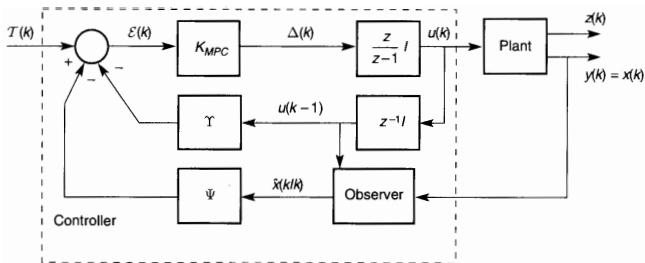 𝒯(k)
+
−
−
ℰ(k)
K_MPC
Δ(k)
z
z−1
I
u(k)
Plant
z(k)
y(k) = x(k)
ϒ
u(k−1)
z⁻¹I
Ψ
x̂(k/k)
Observer
Controller